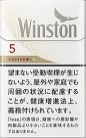 Winston
5
CASTER
望まない受動喫煙が生じ
ないよう、屋外や家庭でも
周囲の状況に配慮する
ことが、健康増進法上、
義務付けられています。